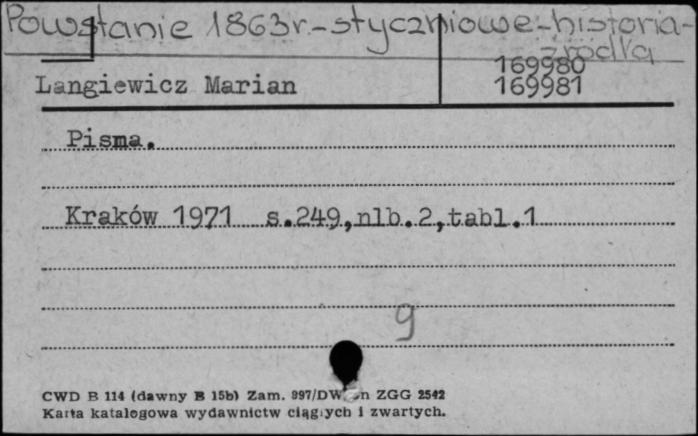 Powstanie 1863r-styczniowe-historia-
źródła
169980
Langiewicz Marian 169981
Pisma.
Kraków 1971 s.249,nlb.2,tabl.1
9
CWD B 114 (dawny B 15b) Zam. 997/DW n ZGG 2542
Karta katalogowa wydawnictw ciągłych i zwartych.